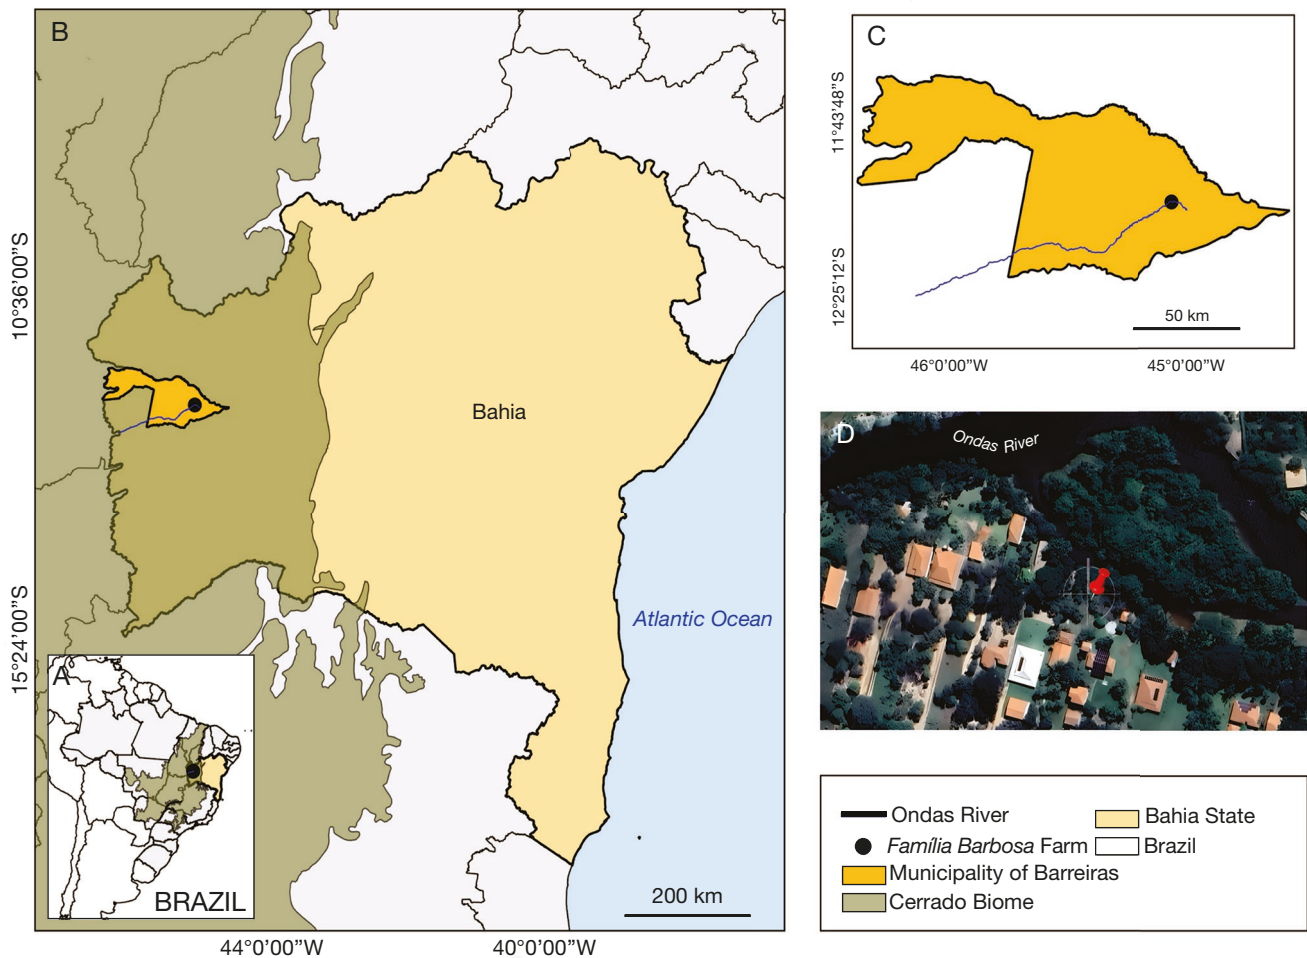 B
10°36’00”S
15°24’00”S
Bahia
Atlantic Ocean
A
BRAZIL
200 km
44°0’00”W
40°0’00”W
C
11°43’48”S
12°25’12”S
50 km
46°0’00”W
45°0’00”W
D
Ondas River
Ondas River
Bahia State
Família Barbosa Farm
Brazil
Municipality of Barreiras
Cerrado Biome